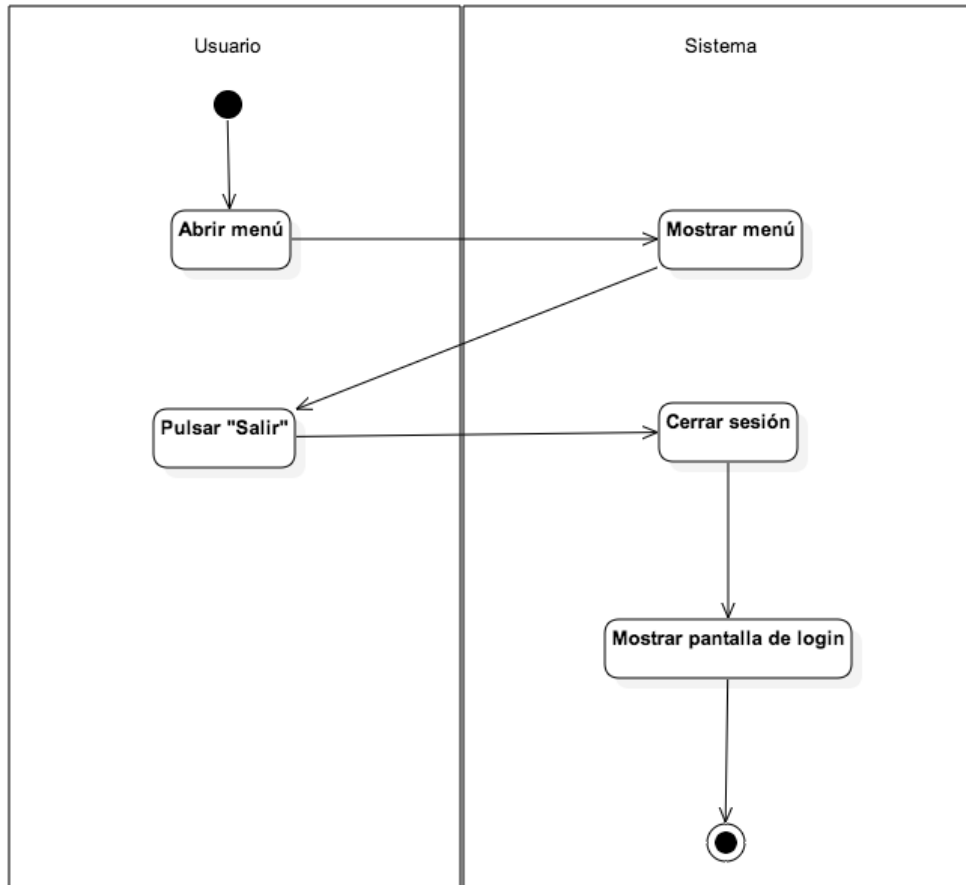 Usuario
Sistema
Abrir menú
Mostrar menú
Pulsar "Salir"
Cerrar sesión
Mostrar pantalla de login